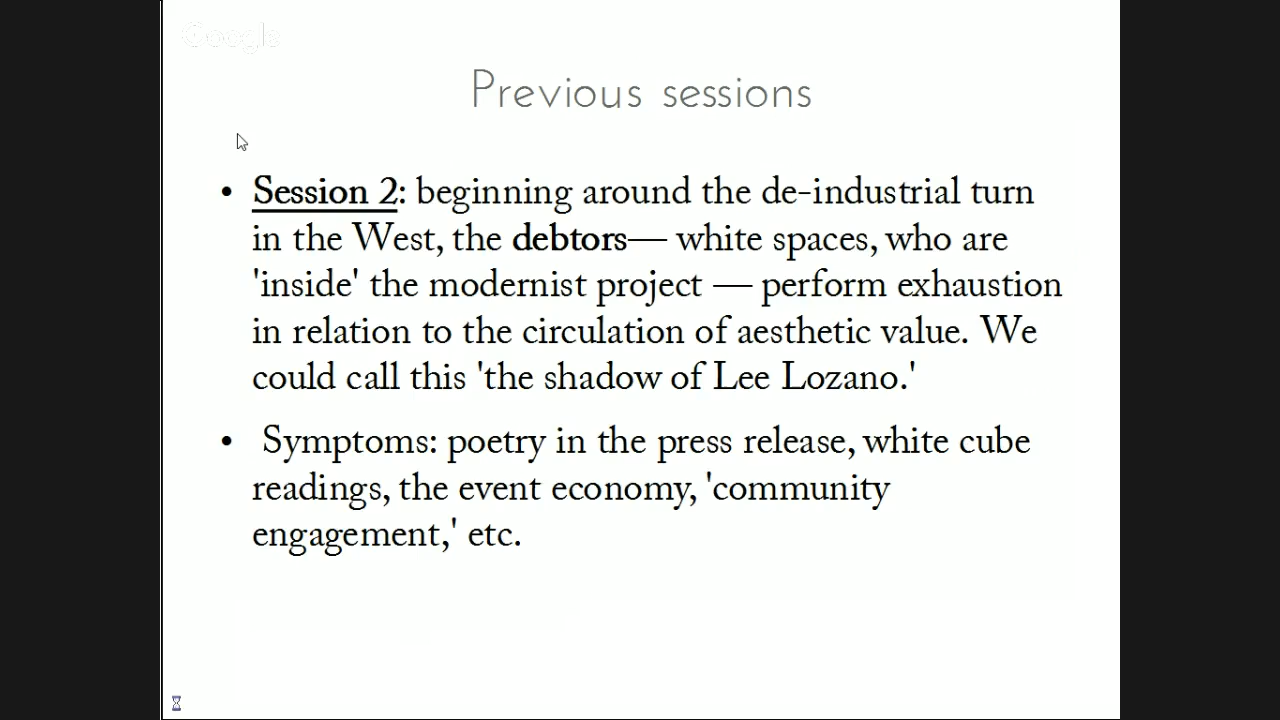 Google
Previous sessions
• Session 2: beginning around the de-industrial turn
in the West, the debtors— white spaces, who are
'inside' the modernist project — perform exhaustion
in relation to the circulation of aesthetic value. We
could call this 'the shadow of Lee Lozano.'
• Symptoms: poetry in the press release, white cube
readings, the event economy, 'community
engagement,' etc.